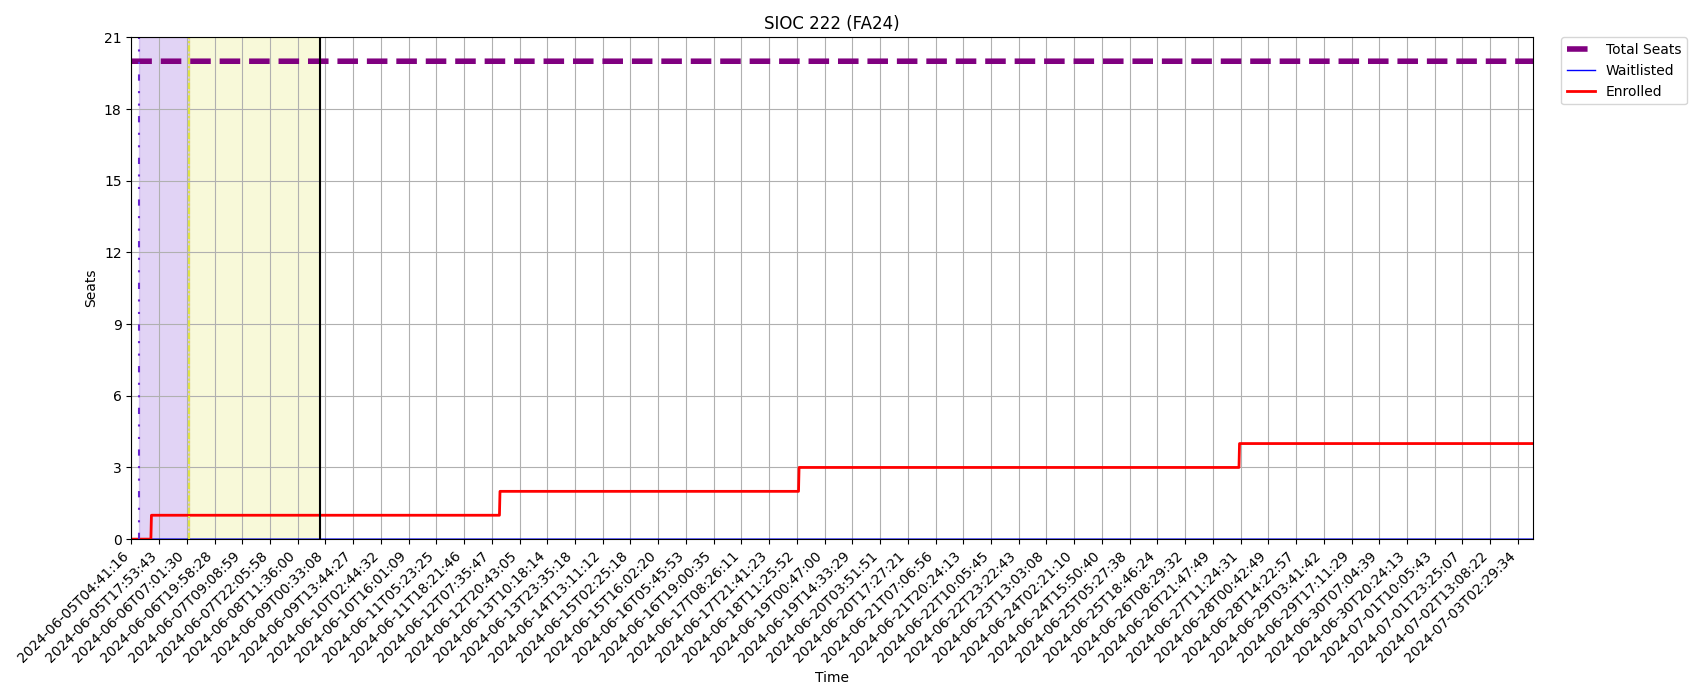 SIOC 222 (FA24)
Total Seats
Waitlisted
Enrolled
Seats
21
18
15
12
9
6
3
0
2024-06-05T04:41:16
2024-06-05T17:53:43
2024-06-06T07:01:30
2024-06-06T19:58:28
2024-06-07T09:08:59
2024-06-07T22:05:58
2024-06-08T11:36:00
2024-06-09T00:33:08
2024-06-09T13:44:27
2024-06-10T02:44:32
2024-06-10T16:01:09
2024-06-11T05:23:25
2024-06-11T18:21:46
2024-06-12T07:35:47
2024-06-12T20:43:05
2024-06-13T10:18:14
2024-06-13T23:35:18
2024-06-14T13:11:12
2024-06-15T02:25:18
2024-06-15T16:02:20
2024-06-16T05:45:53
2024-06-16T19:00:35
2024-06-17T08:26:11
2024-06-17T21:41:23
2024-06-18T11:25:52
2024-06-19T00:47:00
2024-06-19T14:33:29
2024-06-20T03:51:51
2024-06-20T17:27:21
2024-06-21T07:06:56
2024-06-21T20:24:13
2024-06-22T10:05:45
2024-06-22T23:22:43
2024-06-23T13:03:08
2024-06-24T02:21:10
2024-06-24T15:50:40
2024-06-25T05:27:38
2024-06-25T18:46:24
2024-06-26T08:29:32
2024-06-26T21:47:49
2024-06-27T11:24:31
2024-06-28T00:42:49
2024-06-28T14:22:57
2024-06-29T03:41:42
2024-06-29T17:11:29
2024-06-30T07:04:39
2024-06-30T20:24:13
2024-07-01T10:05:43
2024-07-01T23:25:07
2024-07-02T13:08:22
2024-07-03T02:29:34
Time